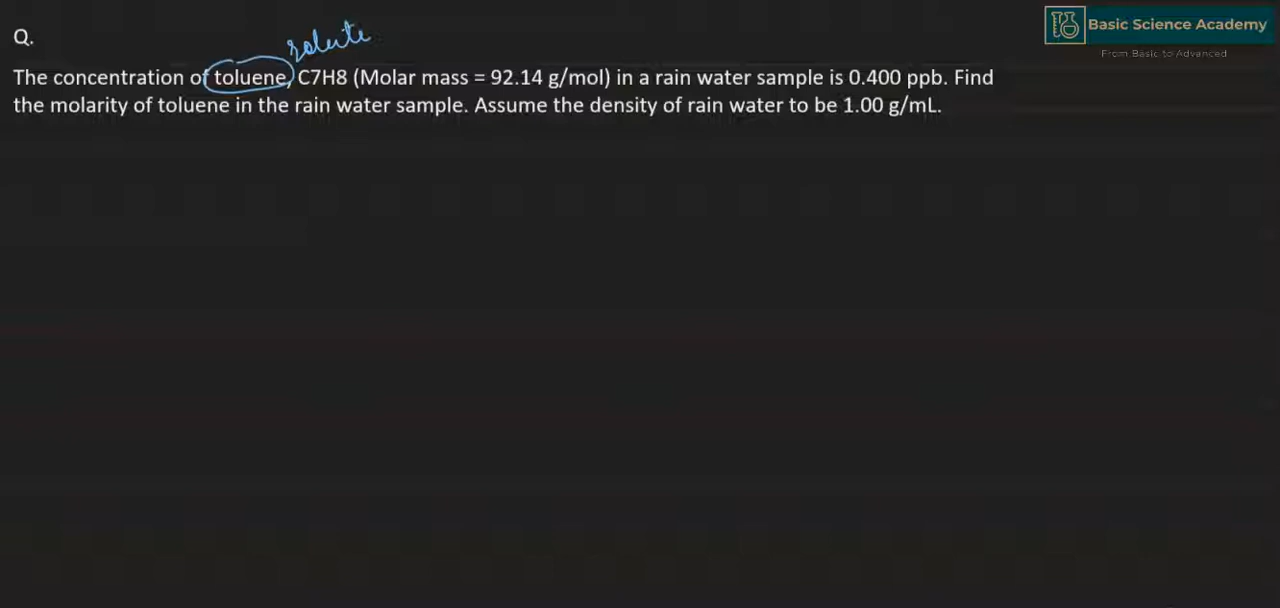 Basic Science Academy
From Basic to Advanced
Q.
solute
The concentration of toluene, C7H8 (Molar mass = 92.14 g/mol) in a rain water sample is 0.400 ppb. Find
the molarity of toluene in the rain water sample. Assume the density of rain water to be 1.00 g/mL.